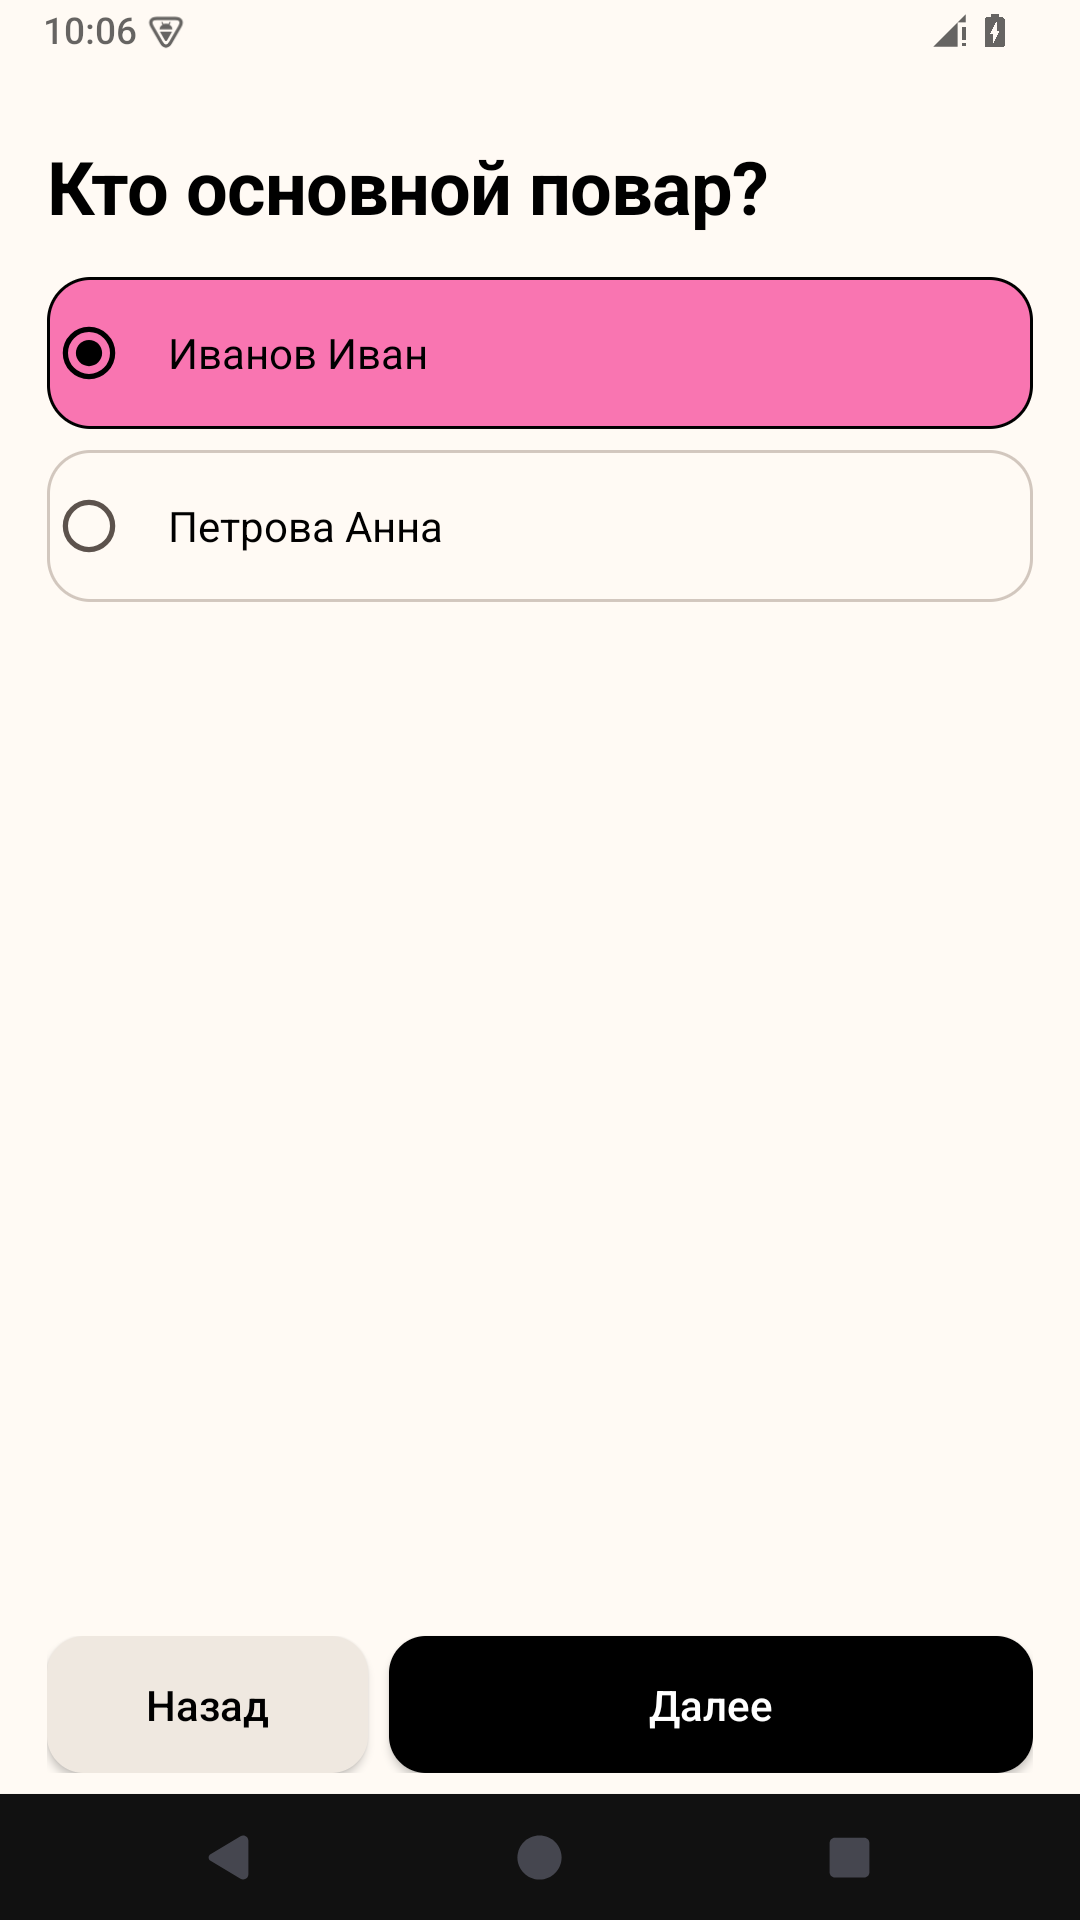 10:06
Кто основной повар?
Иванов Иван
Петрова Анна
Назад
Далее